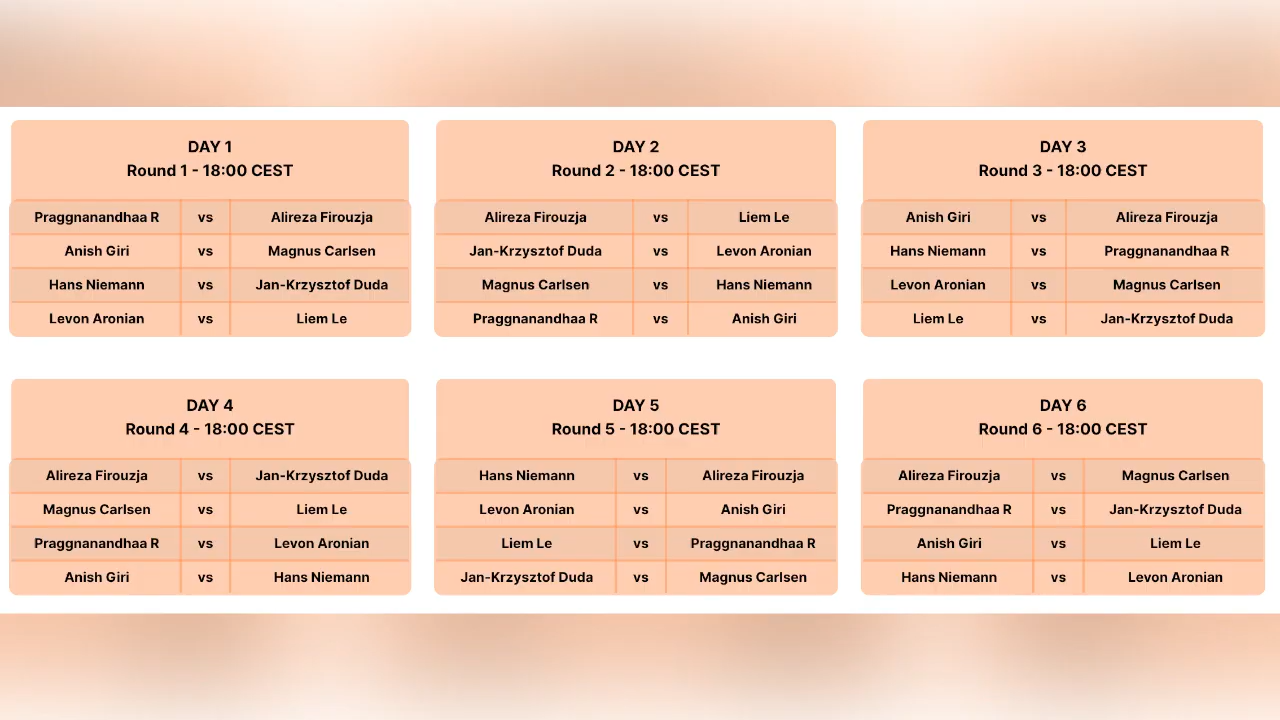 DAY 1
Round 1 - 18:00 CEST
Praggnanandhaa R vs Alireza Firouzja
Anish Giri vs Magnus Carlsen
Hans Niemann vs Jan-Krzysztof Duda
Levon Aronian vs Liem Le
DAY 2
Round 2 - 18:00 CEST
Alireza Firouzja vs Liem Le
Jan-Krzysztof Duda vs Levon Aronian
Magnus Carlsen vs Hans Niemann
Praggnanandhaa R vs Anish Giri
DAY 3
Round 3 - 18:00 CEST
Anish Giri vs Alireza Firouzja
Hans Niemann vs Praggnanandhaa R
Levon Aronian vs Magnus Carlsen
Liem Le vs Jan-Krzysztof Duda
DAY 4
Round 4 - 18:00 CEST
Alireza Firouzja vs Jan-Krzysztof Duda
Magnus Carlsen vs Liem Le
Praggnanandhaa R vs Levon Aronian
Anish Giri vs Hans Niemann
DAY 5
Round 5 - 18:00 CEST
Hans Niemann vs Alireza Firouzja
Levon Aronian vs Anish Giri
Liem Le vs Praggnanandhaa R
Jan-Krzysztof Duda vs Magnus Carlsen
DAY 6
Round 6 - 18:00 CEST
Alireza Firouzja vs Magnus Carlsen
Praggnanandhaa R vs Jan-Krzysztof Duda
Anish Giri vs Liem Le
Hans Niemann vs Levon Aronian